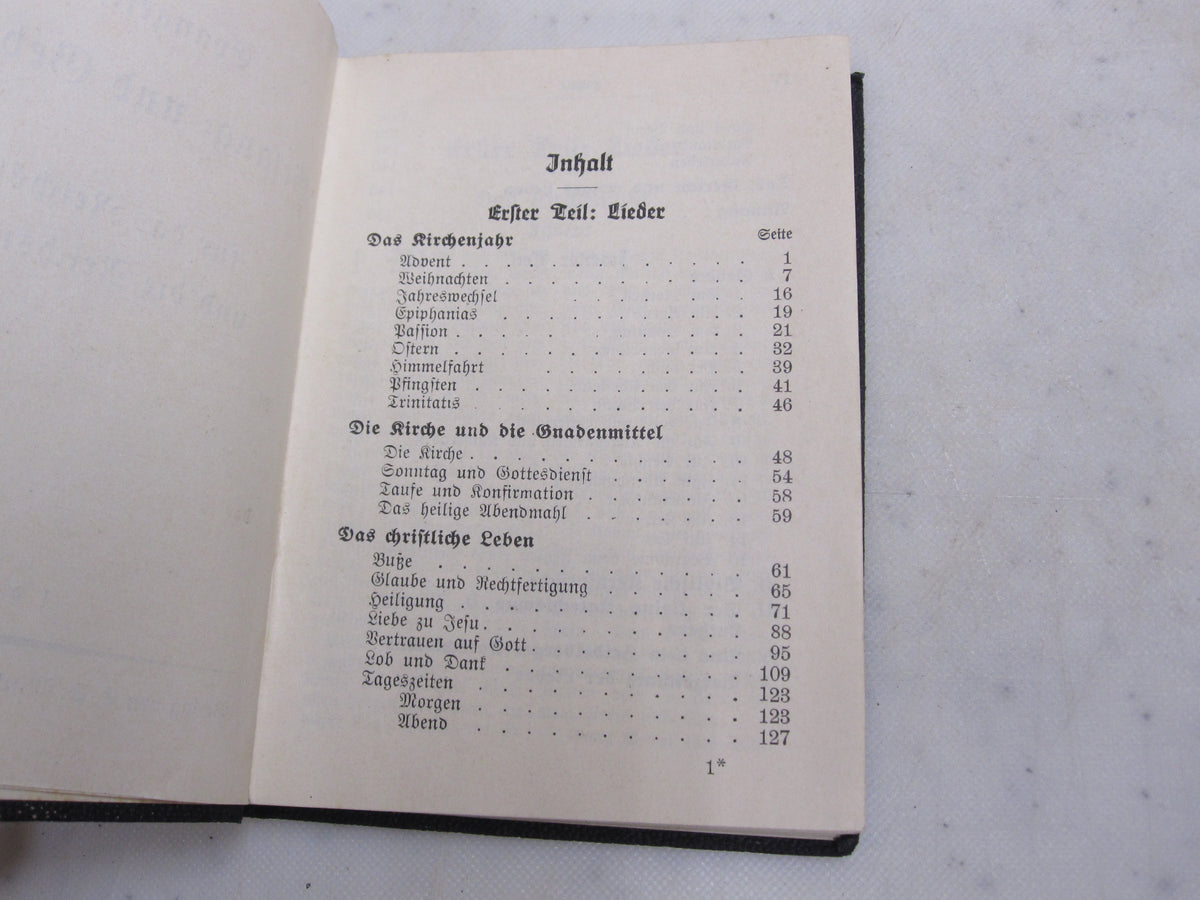 Inhalt
Erster Teil: Lieder
Seite
Das Kirchenjahr
Advent . . . . . . . . . . . . 1
Weihnachten . . . . . . . . . . 7
Jahreswechsel . . . . . . . 16
Epiphanias . . . . . . . . . . 19
Passion . . . . . . . . . . . . 21
Ostern . . . . . . . . . . . . 32
Himmelfahrt . . . . . . . . 39
Pfingsten . . . . . . . . . . . 41
Trinitatis . . . . . . . . . . . 46
Die Kirche und die Gnadenmittel
Die Kirche . . . . . . . . . . . 48
Sonntag und Gottesdienst . . . . . . 54
Taufe und Konfirmation . . . . . . 58
Das heilige Abendmahl . . . . . . 59
Das christliche Leben
Buße . . . . . . . . . . . . 61
Glaube und Rechtfertigung . . . . . . 65
Heiligung . . . . . . . . . . . 71
Liebe zu Jesu . . . . . . . . . . 88
Vertrauen auf Gott . . . . . . . . 95
Lob und Dank . . . . . . . . . 109
Tageszeiten . . . . . . . . . . 123
Morgen . . . . . . . . . . 123
Abend . . . . . . . . . . 127
1*